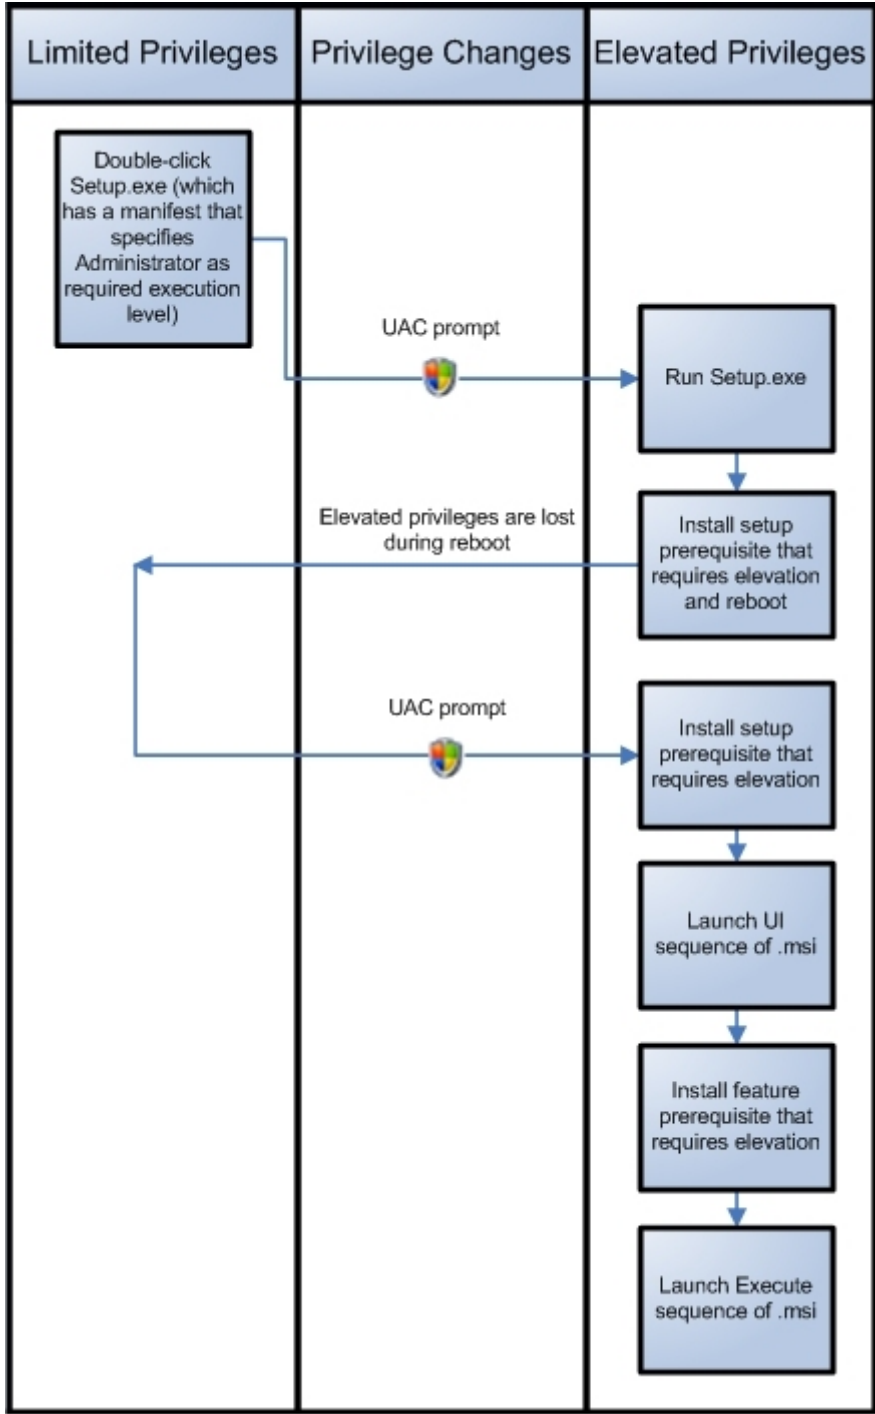 Limited Privileges
Privilege Changes
Elevated Privileges
Double-click
Setup.exe (which
has a manifest that
specifies
Administrator as
required execution
level)
UAC prompt
Run Setup.exe
Elevated privileges are lost
during reboot
Install setup
prerequisite that
requires elevation
and reboot
UAC prompt
Install setup
prerequisite that
requires elevation
Launch UI
sequence of .msi
Install feature
prerequisite that
requires elevation
Launch Execute
sequence of .msi